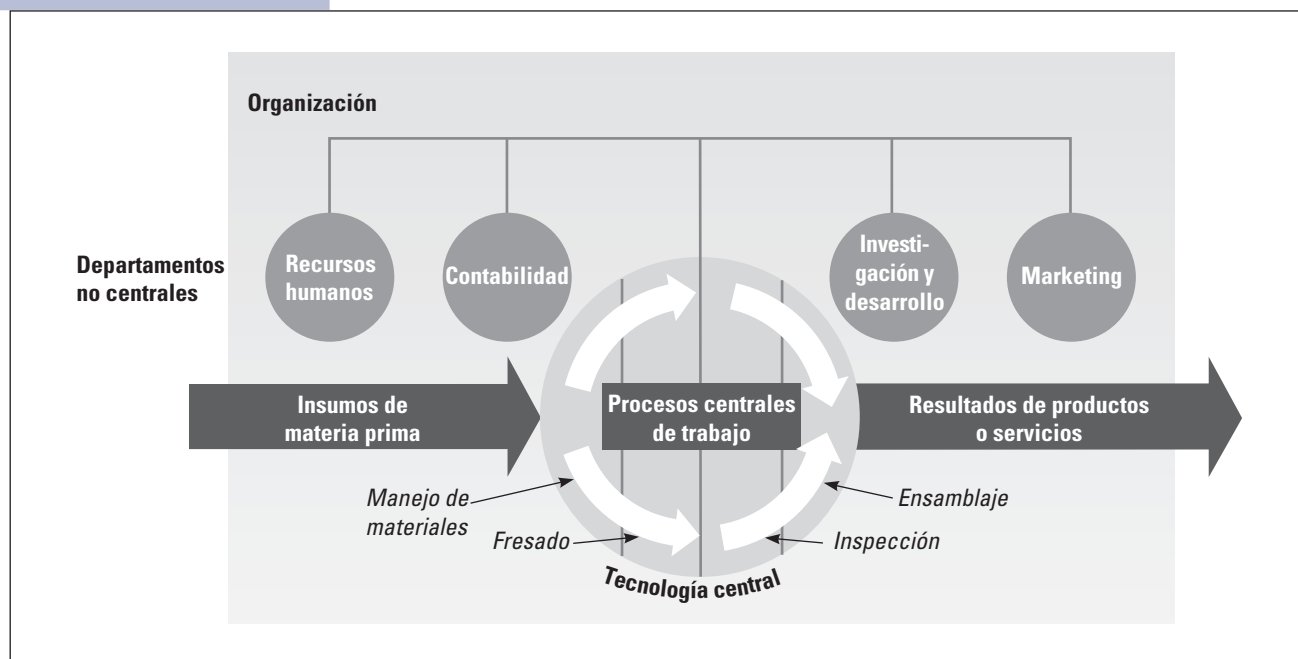 Organización
Departamentos
no centrales
Recursos
humanos
Contabilidad
Investi-
gación y
desarrollo
Marketing
Insumos de
materia prima
Procesos centrales
de trabajo
Resultados de productos
o servicios
Manejo de
materiales
Fresado
Ensamblaje
Inspección
Tecnología central